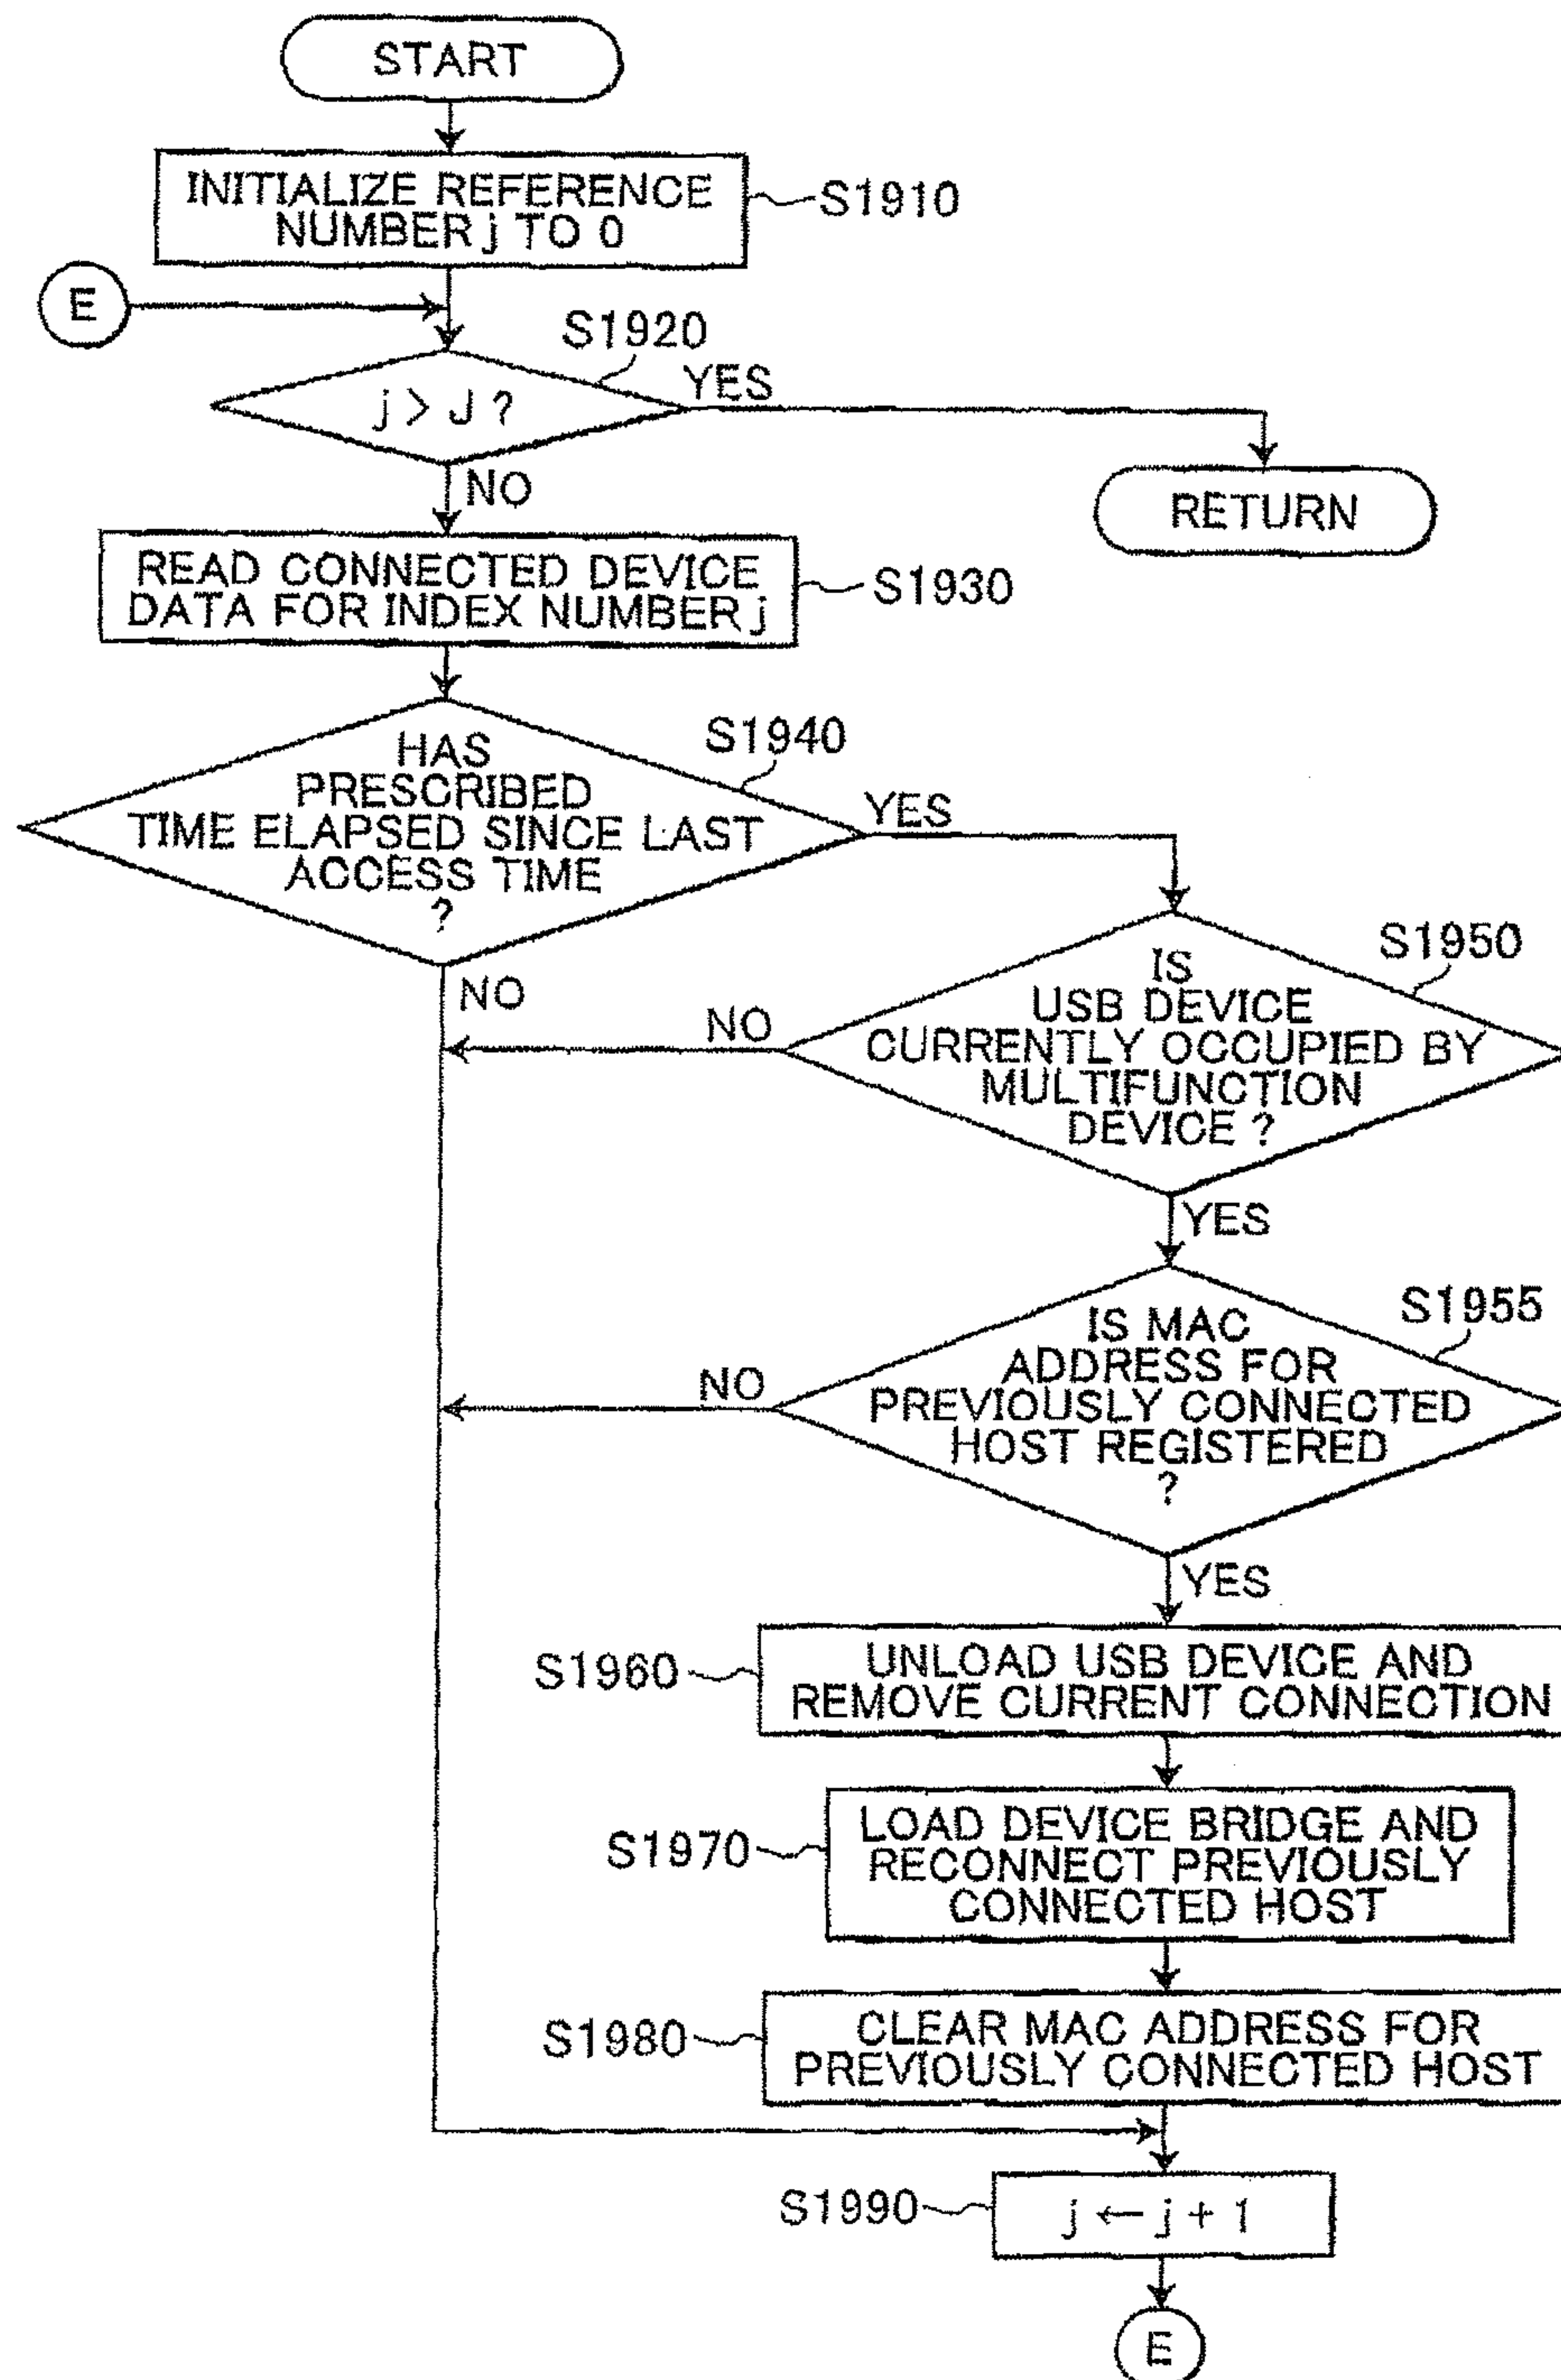 START
INITIALIZE REFERENCE
NUMBER j TO 0
S1910
E
S1920
j > J ?
YES
NO
RETURN
READ CONNECTED DEVICE
DATA FOR INDEX NUMBER j
S1930
HAS
PRESCRIBED
TIME ELAPSED SINCE LAST
ACCESS TIME
?
S1940
YES
NO
IS
USB DEVICE
CURRENTLY OCCUPIED BY
MULTIFUNCTION
DEVICE ?
S1950
NO
YES
IS MAC
ADDRESS FOR
PREVIOUSLY CONNECTED
HOST REGISTERED
?
S1955
NO
YES
S1960
UNLOAD USB DEVICE AND
REMOVE CURRENT CONNECTION
S1970
LOAD DEVICE BRIDGE AND
RECONNECT PREVIOUSLY
CONNECTED HOST
S1980
CLEAR MAC ADDRESS FOR
PREVIOUSLY CONNECTED HOST
S1990
j ← j + 1
E